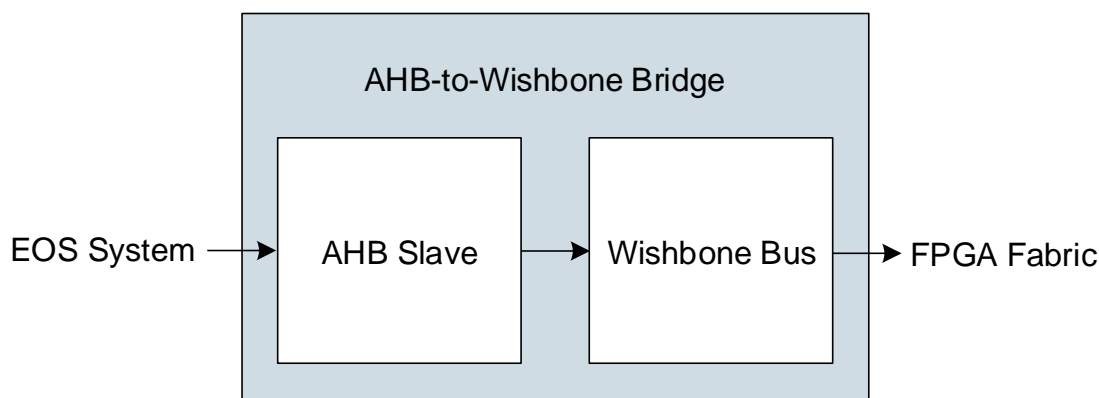 AHB-to-Wishbone Bridge
EOS System
AHB Slave
Wishbone Bus
FPGA Fabric